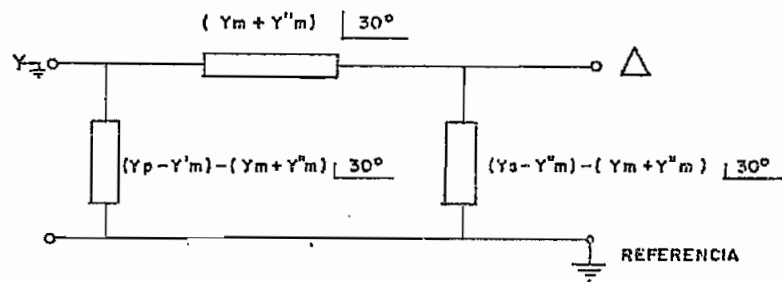 (Ym + Y"m) 30°
Y
Δ
(Yp - Y'm) - (Ym + Y"m) 30°
(Ys - Y"m) - (Ym + Y"m) 30°
REFERENCIA